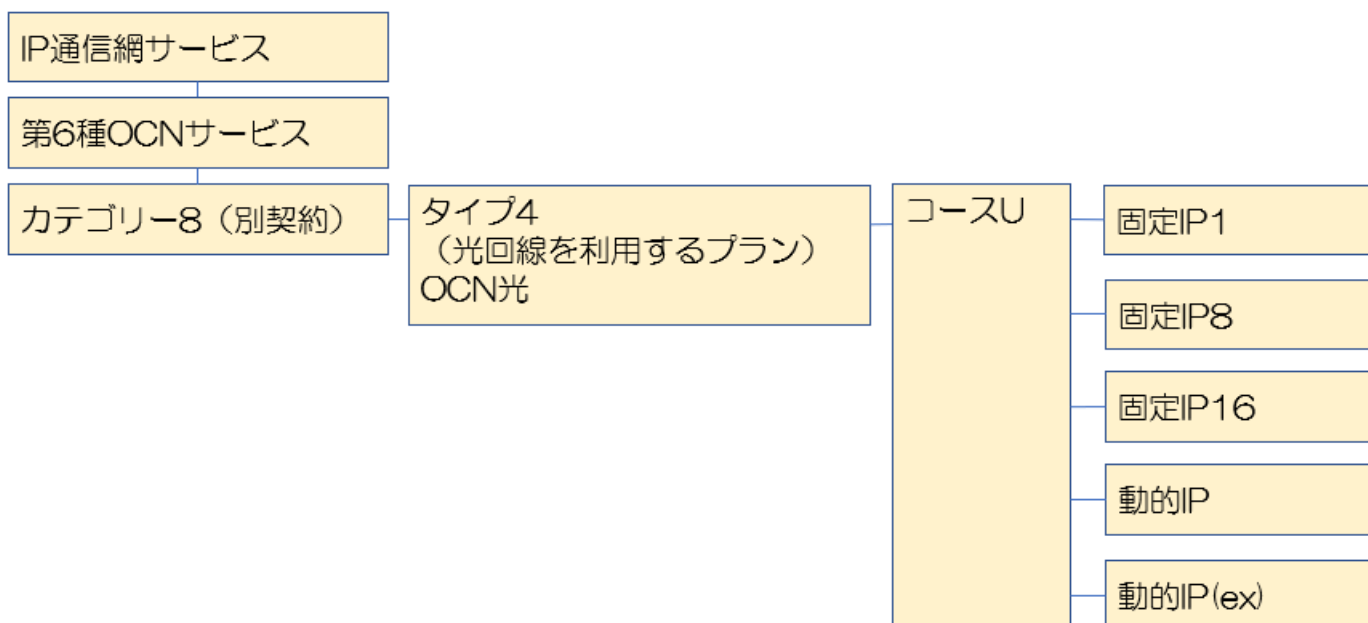 IP通信網サービス
第6種OCNサービス
カテゴリー8（別契約）
タイプ4
（光回線を利用するプラン）
OCN光
コースU
固定IP1
固定IP8
固定IP16
動的IP
動的IP(ex)